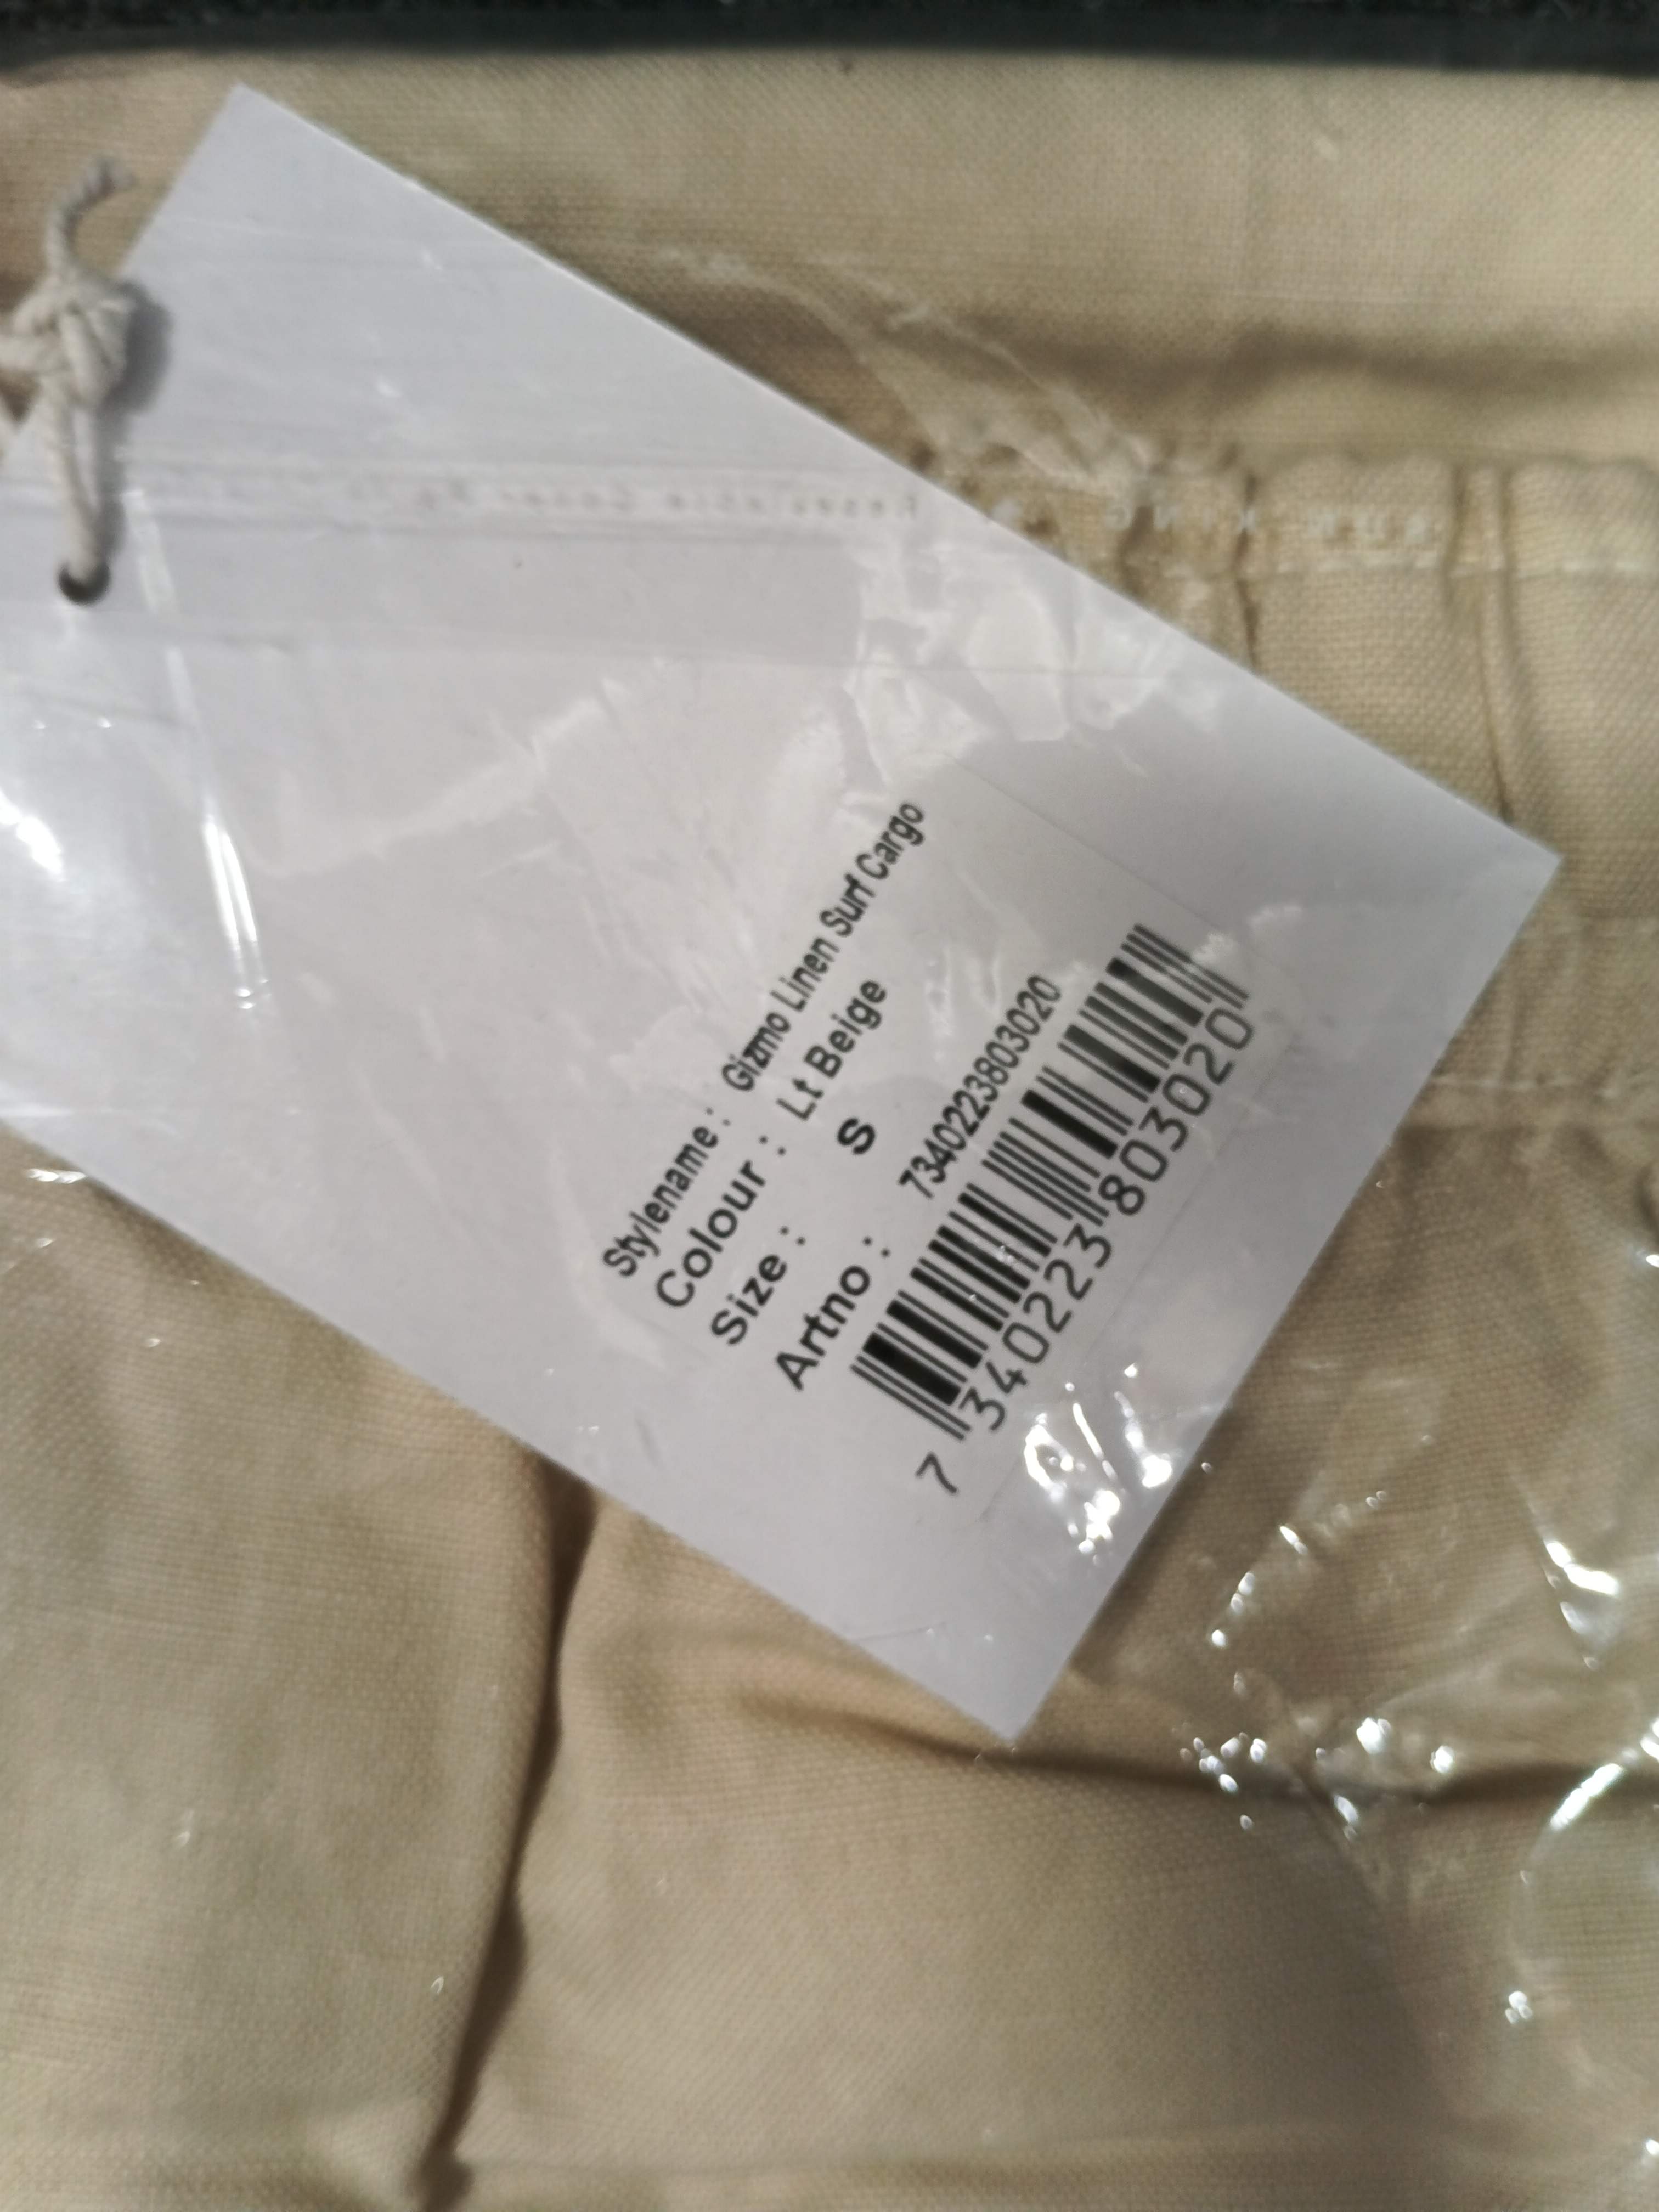 Stylename : Gizmo Linen Surf Cargo
Colour : Lt Beige
Size : S
Artno : 7340223803020
7 340223 803020